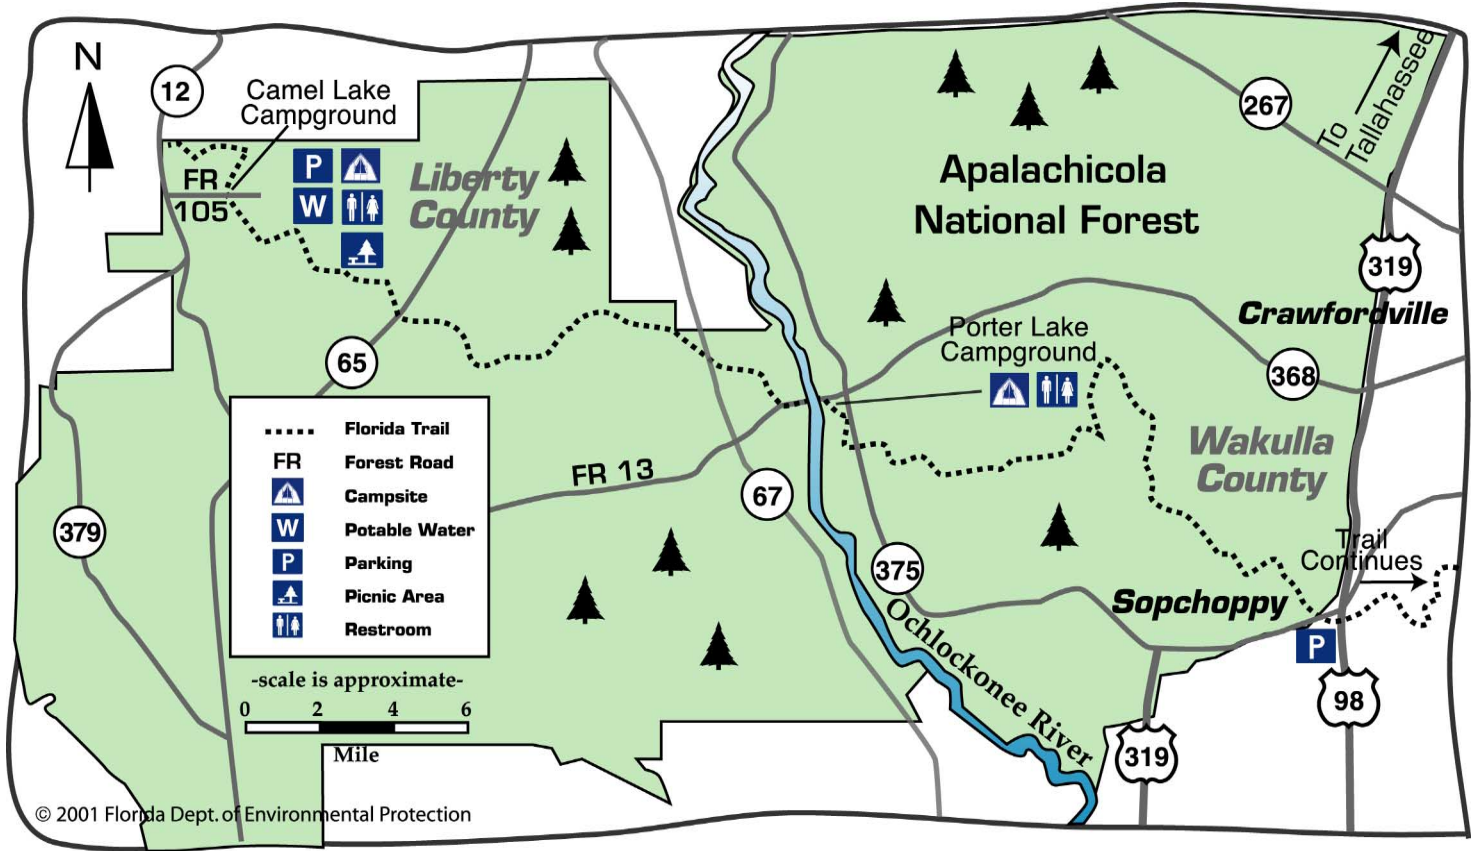 N
12
Camel Lake
Campground
FR
105
P
W
Liberty
County
65
Apalachicola
National Forest
267
To
Tallahassee
319
Crawfordville
Porter Lake
Campground
368
Wakulla
County
FR 13
67
379
375
Trail
Continues
Sopchoppy
P
98
319
Ochlockonee River
Florida Trail
FR Forest Road
Campsite
W Potable Water
P Parking
Picnic Area
Restroom
-scale is approximate-
0 2 4 6
Mile
© 2001 Florida Dept. of Environmental Protection